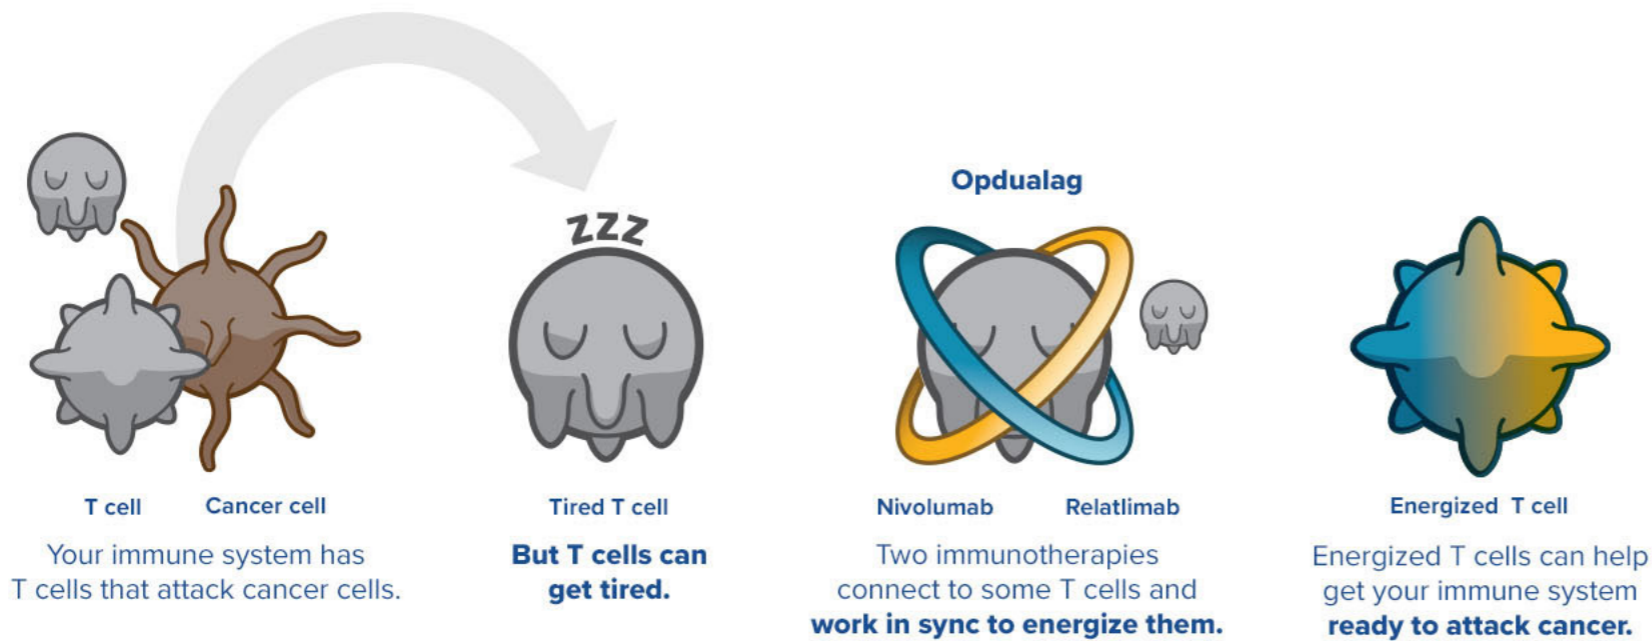 T cell
Cancer cell
Your immune system has
T cells that attack cancer cells.
zzz
Tired T cell
But T cells can
get tired.
Opdualag
Nivolumab
Relatlimab
Two immunotherapies
connect to some T cells and
work in sync to energize them.
Energized T cell
Energized T cells can help
get your immune system
ready to attack cancer.